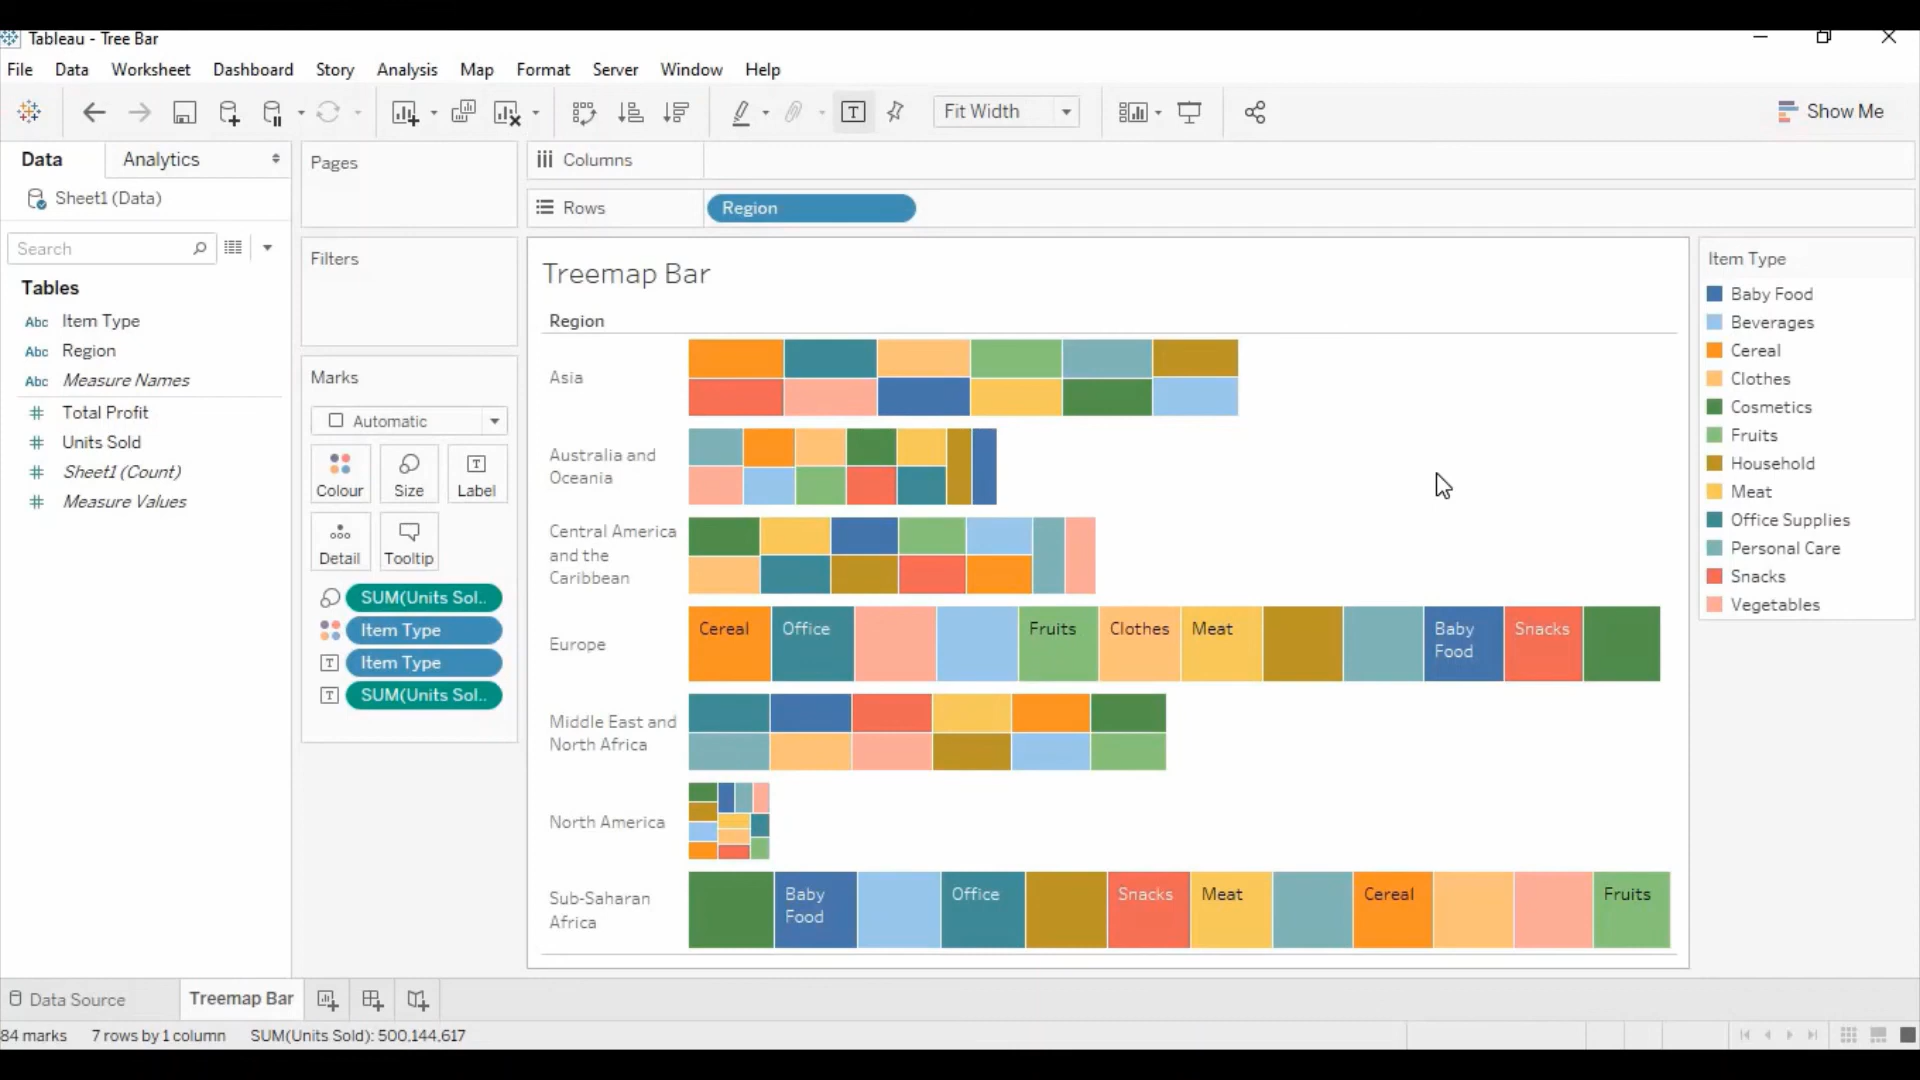 Tableau - Tree Bar
File Data Worksheet Dashboard Story Analysis Map Format Server Window Help
T Fit Width Show Me
Data Analytics
Sheet1 (Data)
Search
Tables
Abc Item Type
Abc Region
Abc Measure Names
# Total Profit
# Units Sold
# Sheet1 (Count)
# Measure Values
Pages
Filters
Marks
Automatic
Colour Size T Label
Detail Tooltip
SUM(Units Sol..
Item Type
T Item Type
T SUM(Units Sol..
Columns
Rows Region
Treemap Bar
Region
Asia
Australia and
Oceania
Central America
and the
Caribbean
Europe
Cereal Office Fruits Clothes Meat Baby Snacks
Food
Middle East and
North Africa
North America
Sub-Saharan
Africa
Baby Office Snacks Meat Cereal Fruits
Food
Item Type
Baby Food
Beverages
Cereal
Clothes
Cosmetics
Fruits
Household
Meat
Office Supplies
Personal Care
Snacks
Vegetables
Data Source Treemap Bar
84 marks 7 rows by 1 column SUM(Units Sold): 500,144,617